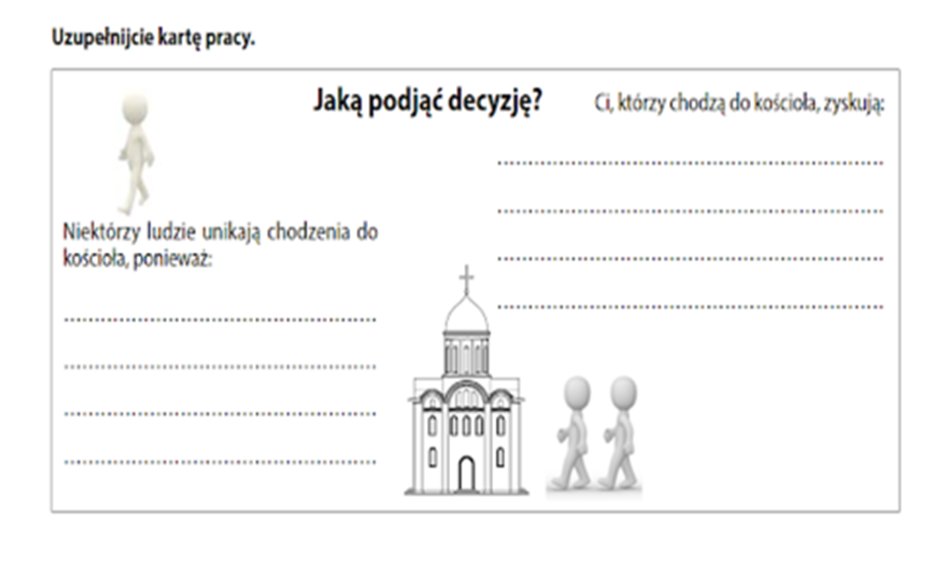 Uzupełnijcie kartę pracy.
Jaką podjąć decyzję?
Ci, którzy chodzą do kościoła, zyskują:
Niektórzy ludzie unikają chodzenia do
kościoła, ponieważ: